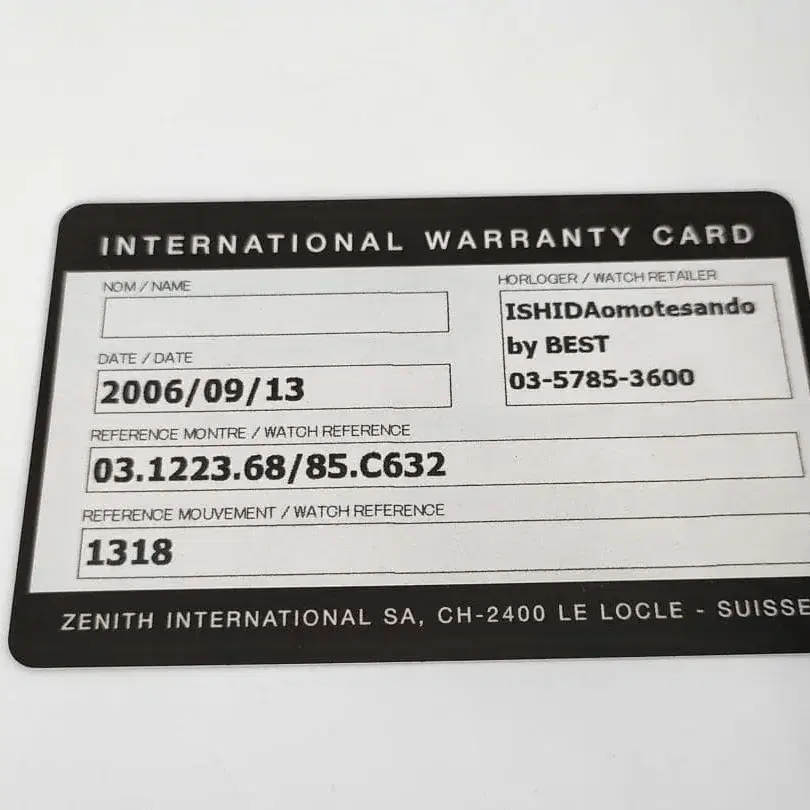 INTERNATIONAL WARRANTY CARD
NOM / NAME
HORLOGER / WATCH RETAILER
ISHIDAomotesando
by BEST
03-5785-3600
DATE / DATE
2006/09/13
REFERENCE MONTRE / WATCH REFERENCE
03.1223.68/85.C632
REFERENCE MOUVEMENT / WATCH REFERENCE
1318
ZENITH INTERNATIONAL SA, CH-2400 LE LOCLE - SUISSE